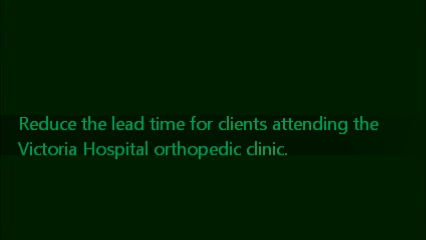 Reduce the lead time for clients attending the
Victoria Hospital orthopedic clinic.